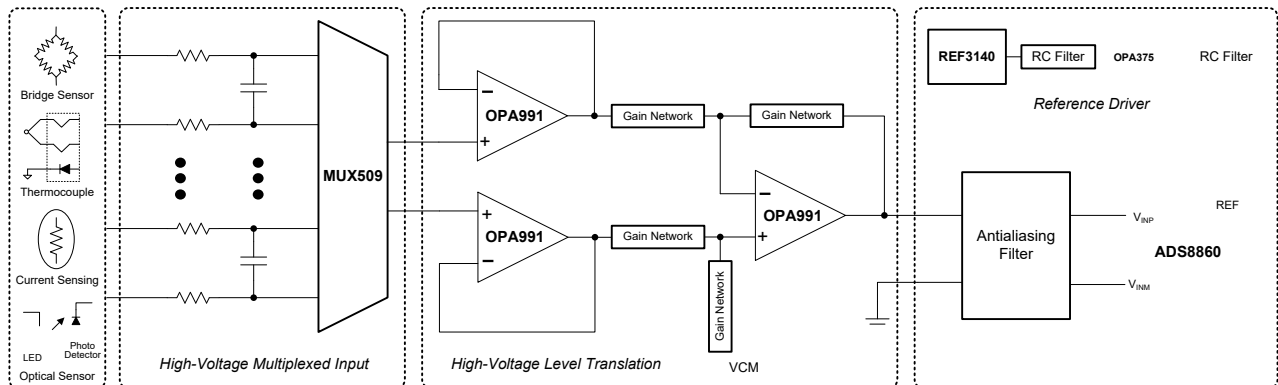 Bridge Sensor
Thermocouple
Current Sensing
LED
Photo
Detector
Optical Sensor
MUX509
High-Voltage Multiplexed Input
−
+
OPA991
+
−
OPA991
Gain Network
Gain Network
Gain Network
Gain Network
−
+
OPA991
VCM
High-Voltage Level Translation
REF3140
RC Filter
OPA375
RC Filter
Reference Driver
Antialiasing
Filter
VINP
VINM
REF
ADS8860